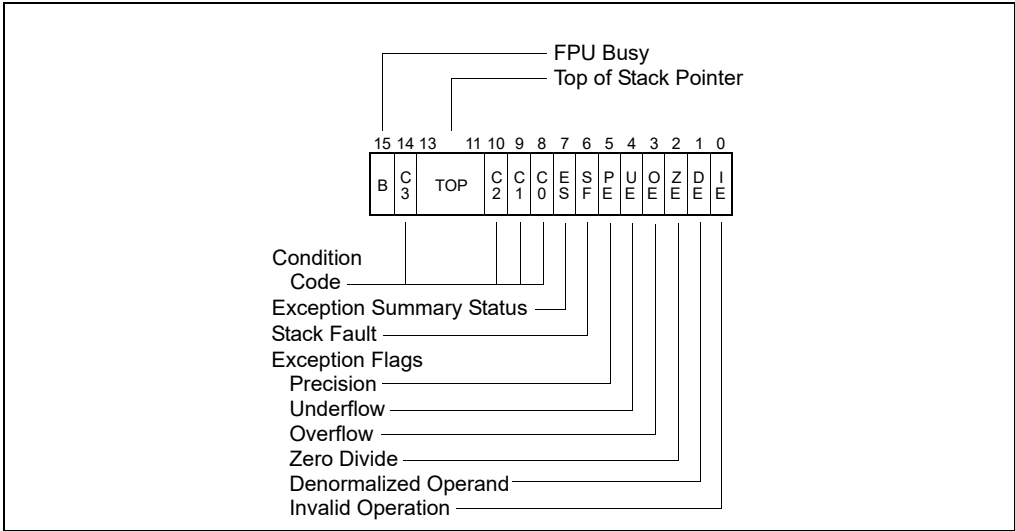 FPU Busy
Top of Stack Pointer
15 14 13 11 10 9 8 7 6 5 4 3 2 1 0
B C3 TOP C2 C1 C0 ES SF PE UE OE ZE DE IE
Condition
Code
Exception Summary Status
Stack Fault
Exception Flags
Precision
Underflow
Overflow
Zero Divide
Denormalized Operand
Invalid Operation